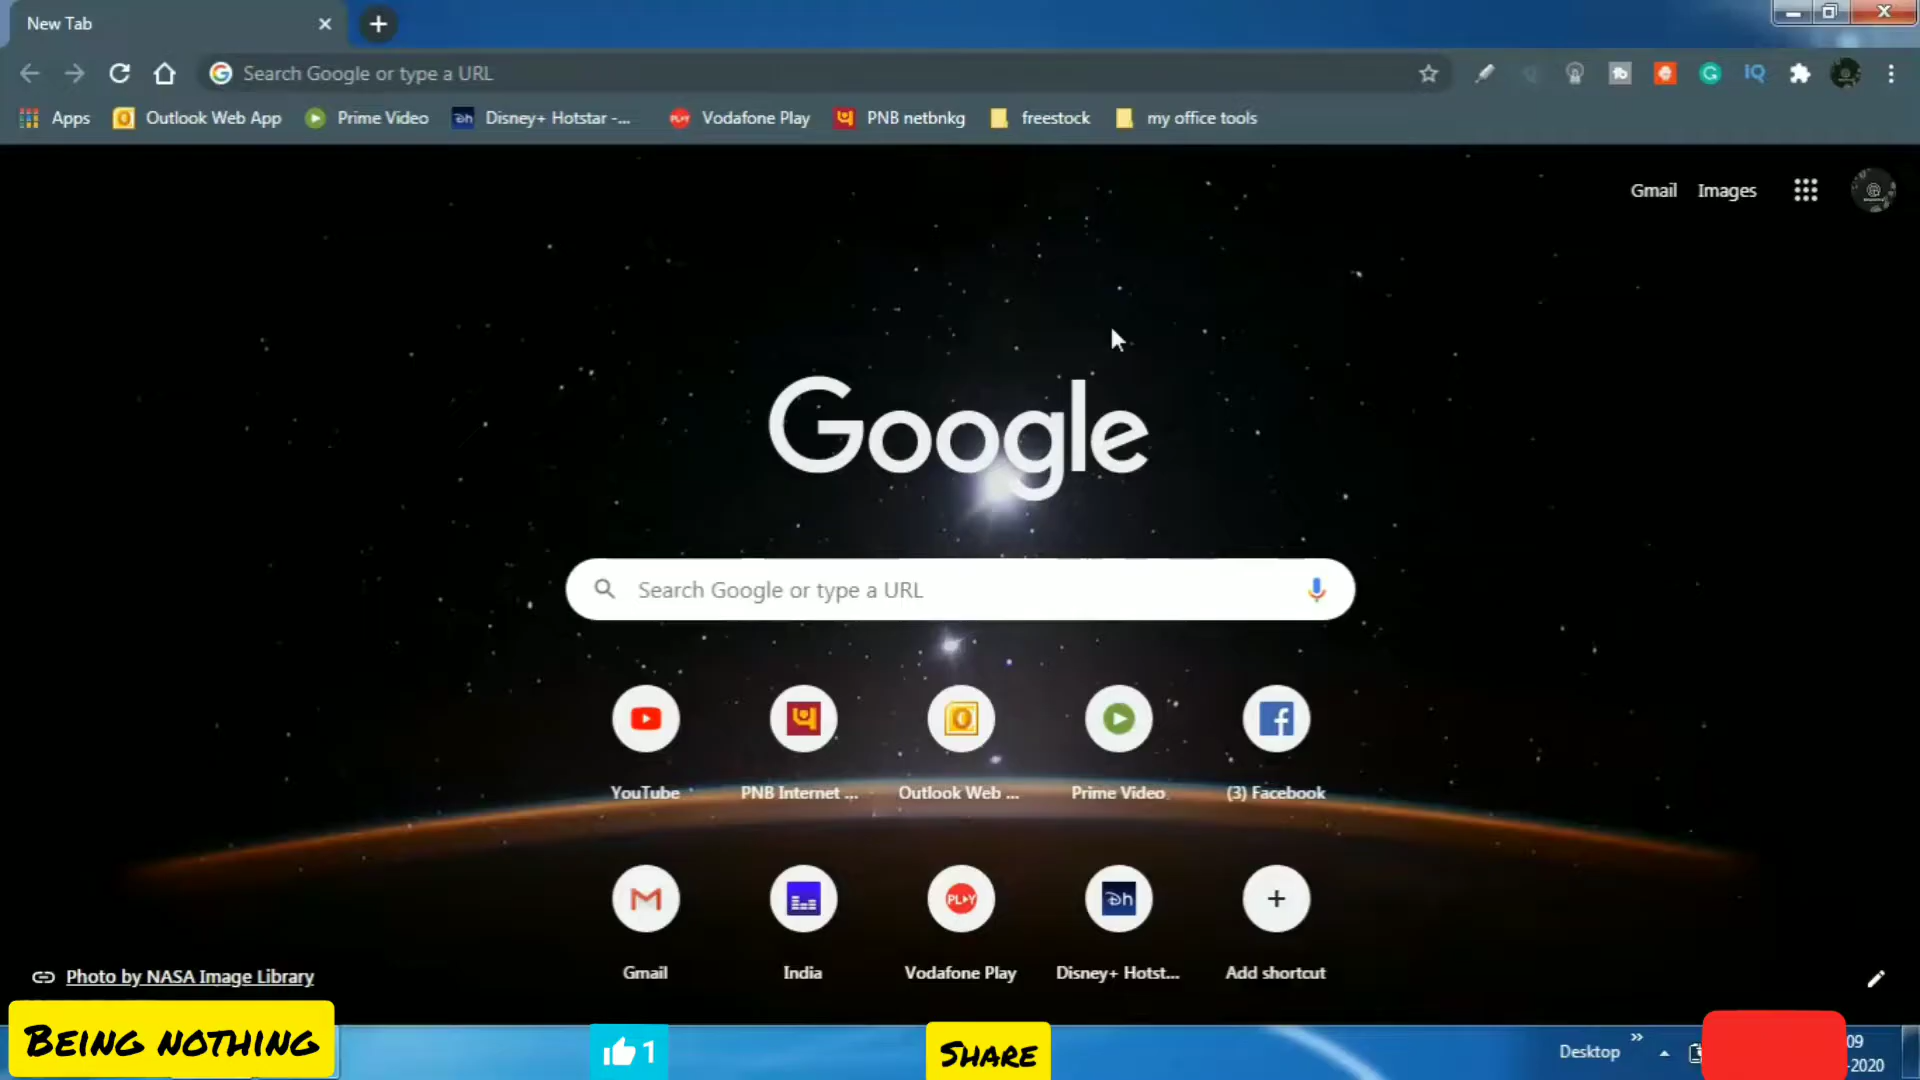 New Tab
Search Google or type a URL
Apps Outlook Web App Prime Video Disney+ Hotstar -... Vodafone Play PNB netbnkg freestock my office tools
Gmail Images
Google
Search Google or type a URL
YouTube PNB Internet ... Outlook Web ... Prime Video (3) Facebook
Gmail India Vodafone Play Disney+ Hotst... Add shortcut
Photo by NASA Image Library
BEING NOTHING
1
SHARE
Desktop
09
-2020